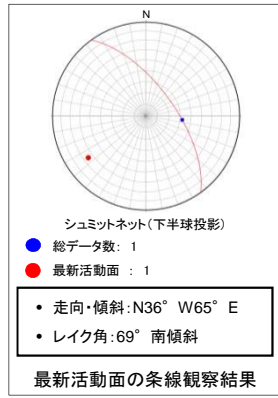 N
シュミットネット(下半球投影)
総データ数: 1
最新活動面 : 1
• 走向・傾斜:N36° W65° E
• レイク角:69° 南傾斜
最新活動面の条線観察結果